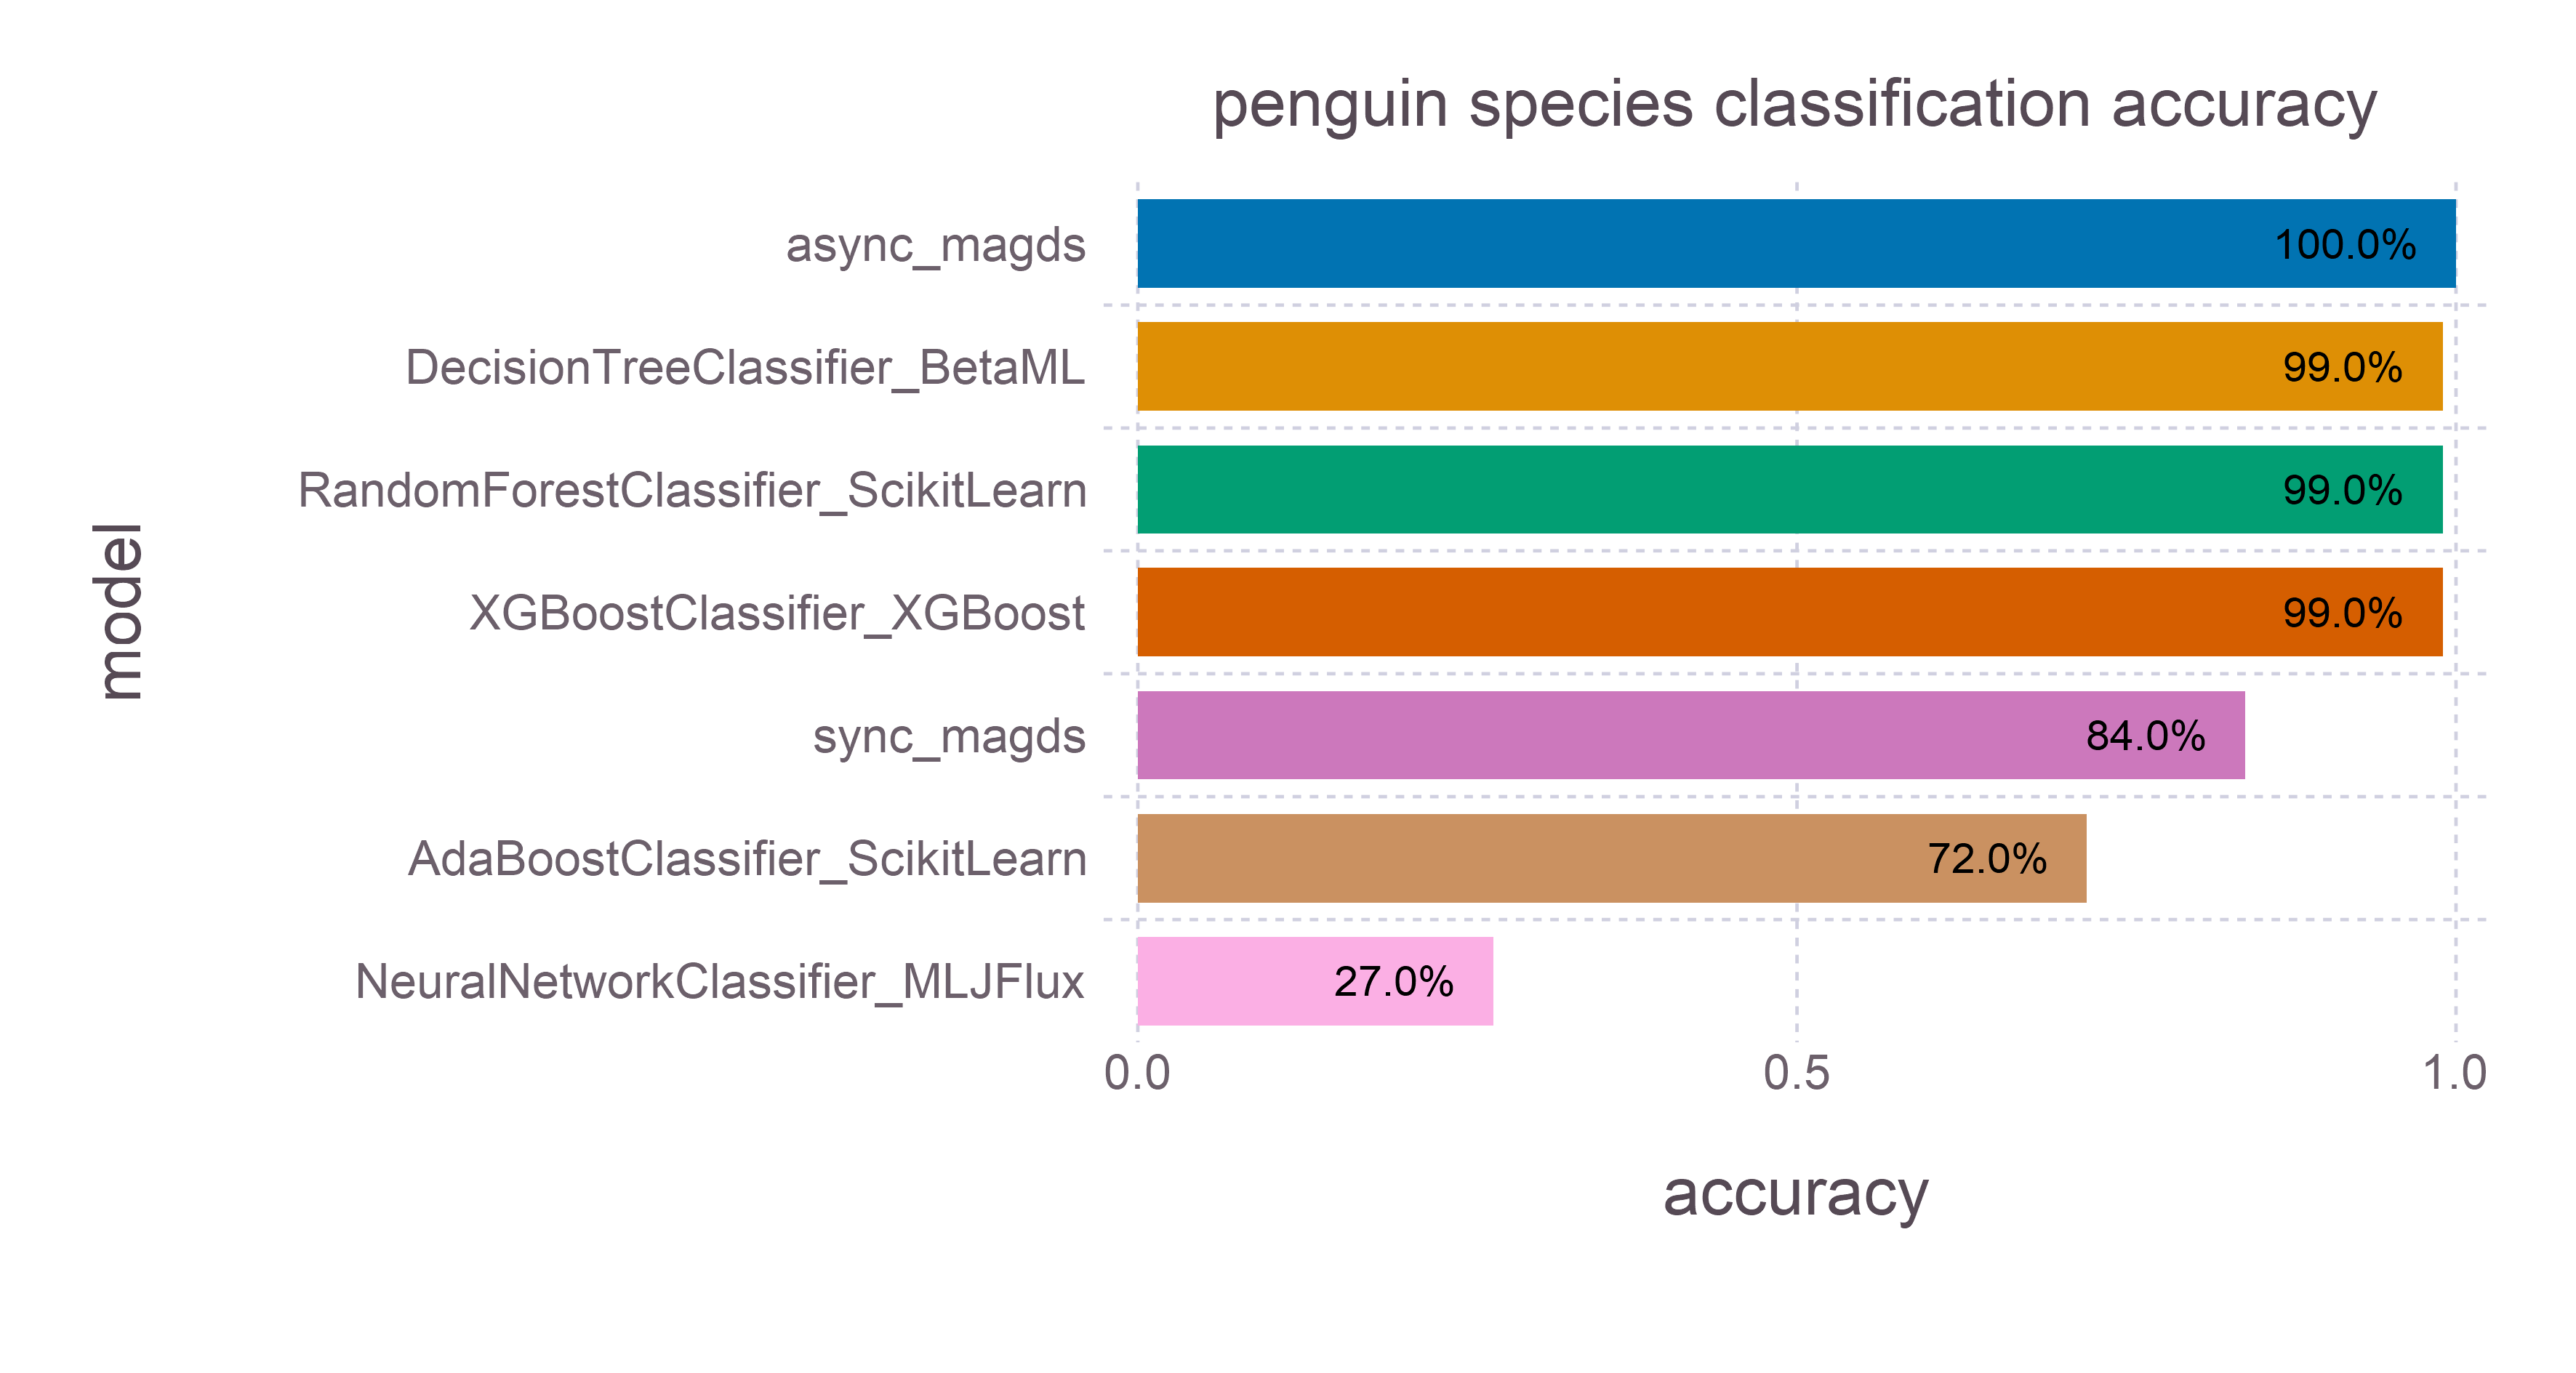 penguin species classification accuracy
async_magds
100.0%
DecisionTreeClassifier_BetaML
99.0%
RandomForestClassifier_ScikitLearn
99.0%
XGBoostClassifier_XGBoost
99.0%
sync_magds
84.0%
AdaBoostClassifier_ScikitLearn
72.0%
NeuralNetworkClassifier_MLJFlux
27.0%
model
0.0 0.5 1.0
accuracy